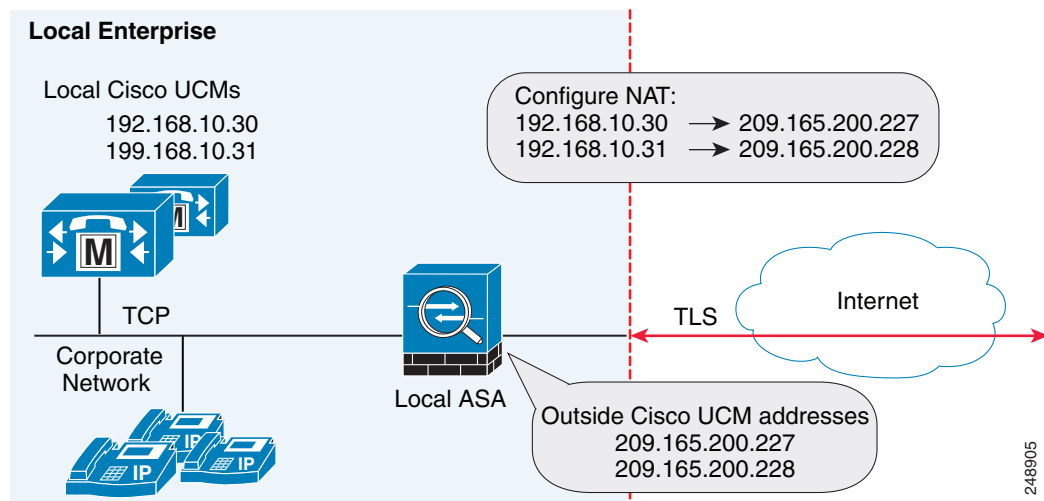 Local Enterprise
Local Cisco UCMs
192.168.10.30
199.168.10.31
Configure NAT:
192.168.10.30 → 209.165.200.227
192.168.10.31 → 209.165.200.228
M
M
TCP
Corporate
Network
Local ASA
TLS
Internet
Outside Cisco UCM addresses
209.165.200.227
209.165.200.228
IP
IP
IP
248905